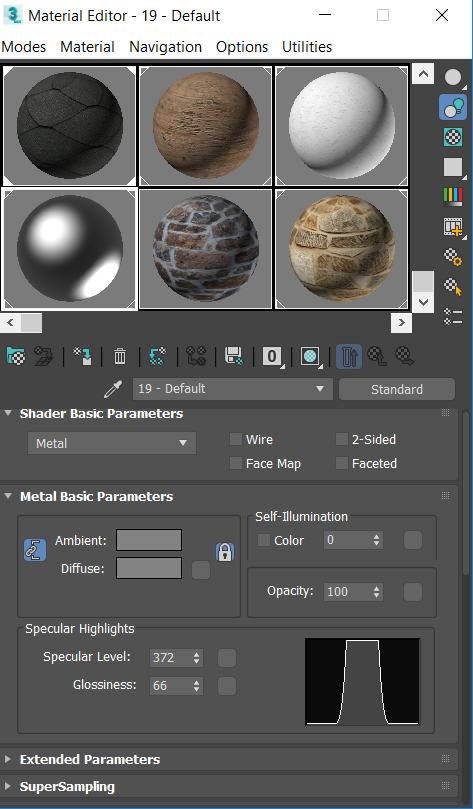 3 Material Editor - 19 - Default
Modes Material Navigation Options Utilities
0
19 - Default Standard
Shader Basic Parameters
Metal Wire 2-Sided
Face Map Faceted
Metal Basic Parameters
Self-Illumination
Ambient: Color 0
Diffuse:
Opacity: 100
Specular Highlights
Specular Level: 372
Glossiness: 66
Extended Parameters
SuperSampling